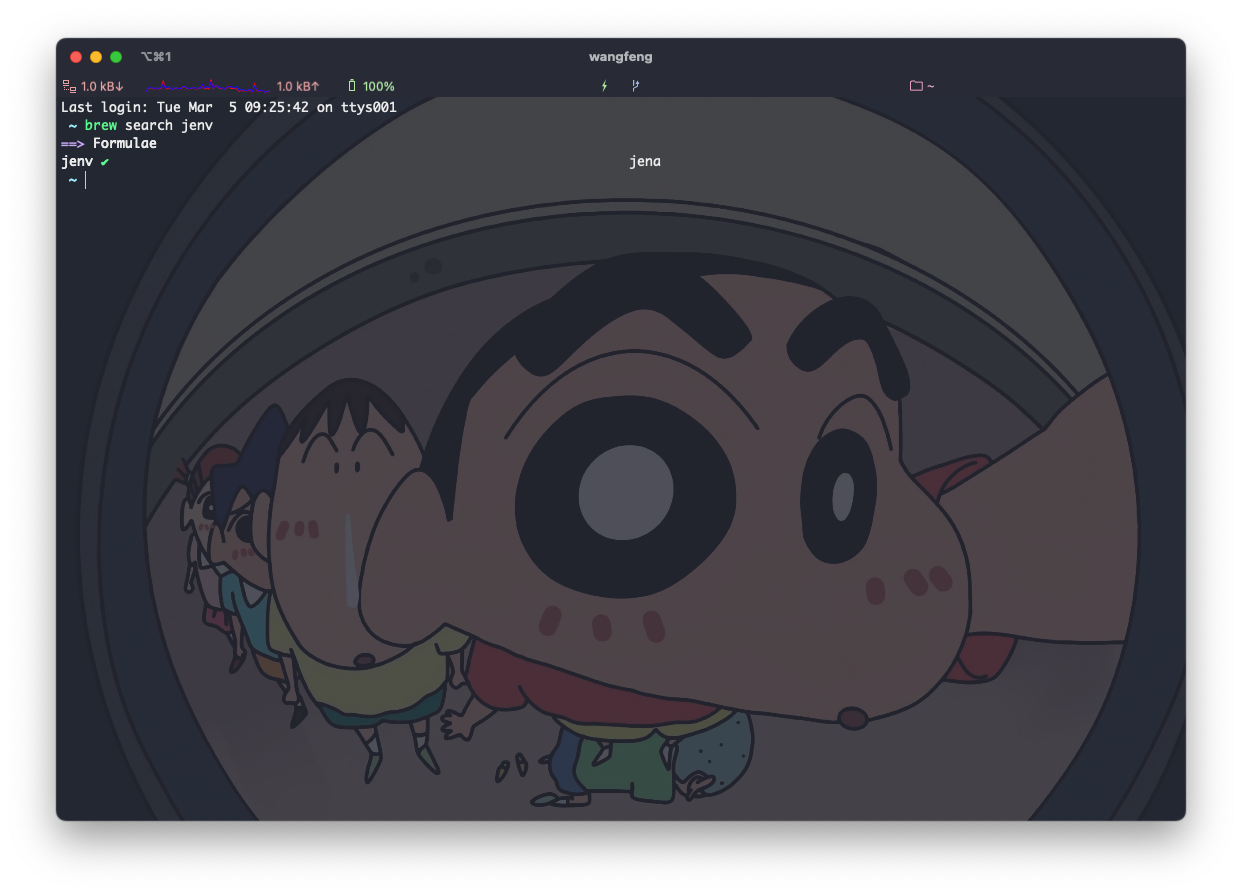 ⌥⌘1 wangfeng
1.0 kB↓ 1.0 kB↑ 100% ~
Last login: Tue Mar  5 09:25:42 on ttys001
~ brew search jenv
==> Formulae
jenv ✔ jena
~